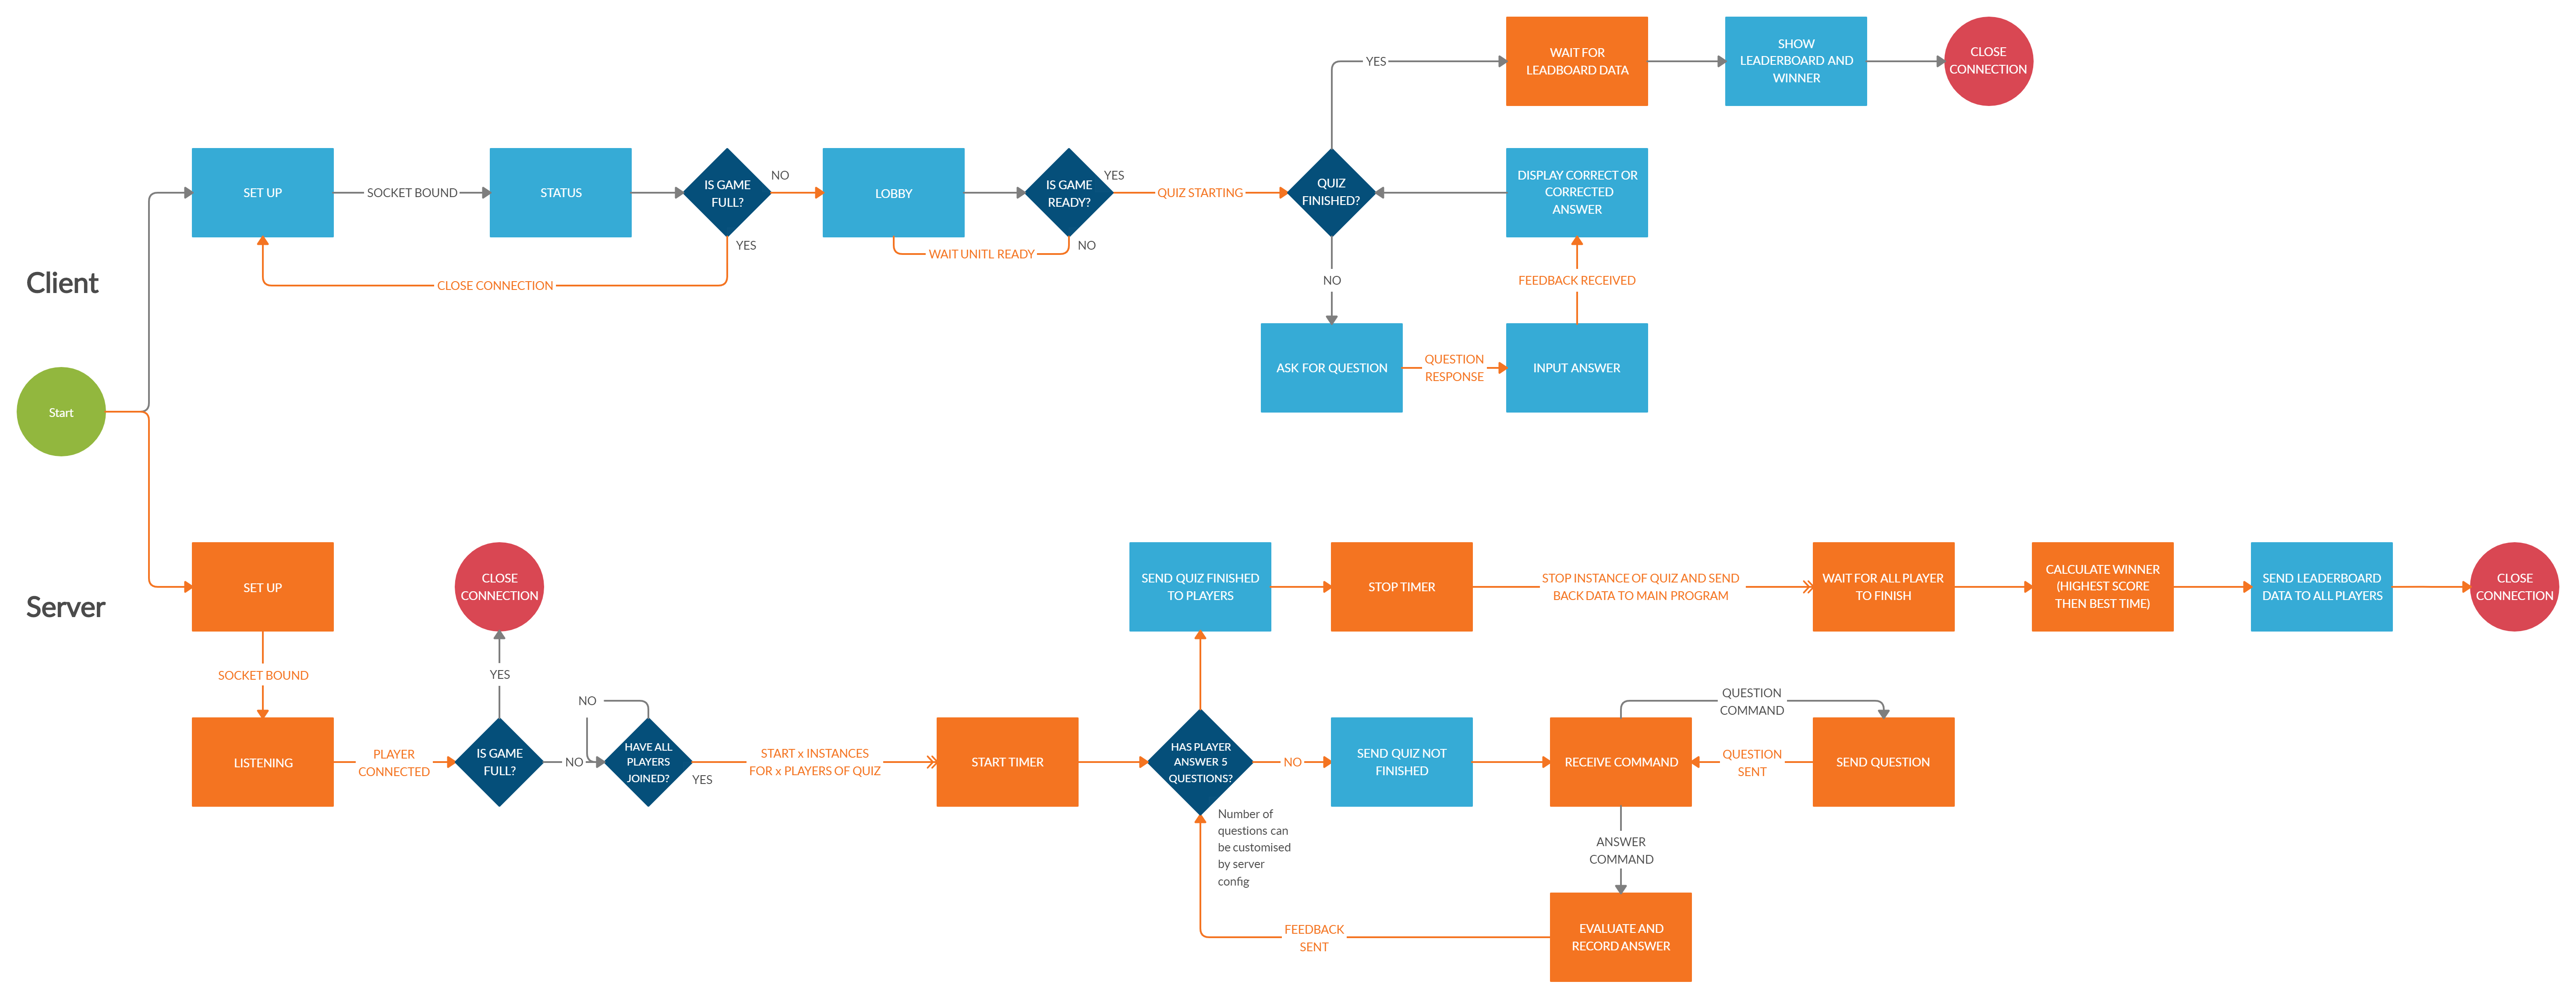 YES
WAIT FOR
LEADBOARD DATA
SHOW
LEADERBOARD AND
WINNER
CLOSE
CONNECTION
SET UP
SOCKET BOUND
STATUS
IS GAME
FULL?
NO
YES
CLOSE CONNECTION
LOBBY
WAIT UNITL READY
IS GAME
READY?
YES
NO
QUIZ STARTING
QUIZ
FINISHED?
DISPLAY CORRECT OR
CORRECTED
ANSWER
NO
FEEDBACK RECEIVED
ASK FOR QUESTION
QUESTION
RESPONSE
INPUT ANSWER
Client
Start
Server
SET UP
SOCKET BOUND
LISTENING
PLAYER
CONNECTED
CLOSE
CONNECTION
YES
IS GAME
FULL?
NO
NO
HAVE ALL
PLAYERS
JOINED?
YES
START x INSTANCES
FOR x PLAYERS OF QUIZ
START TIMER
SEND QUIZ FINISHED
TO PLAYERS
STOP TIMER
STOP INSTANCE OF QUIZ AND SEND
BACK DATA TO MAIN PROGRAM
WAIT FOR ALL PLAYER
TO FINISH
CALCULATE WINNER
(HIGHEST SCORE
THEN BEST TIME)
SEND LEADERBOARD
DATA TO ALL PLAYERS
CLOSE
CONNECTION
HAS PLAYER
ANSWER 5
QUESTIONS?
NO
SEND QUIZ NOT
FINISHED
RECEIVE COMMAND
QUESTION
COMMAND
QUESTION
SENT
SEND QUESTION
Number of
questions can
be customised
by server
config
ANSWER
COMMAND
EVALUATE AND
RECORD ANSWER
FEEDBACK
SENT